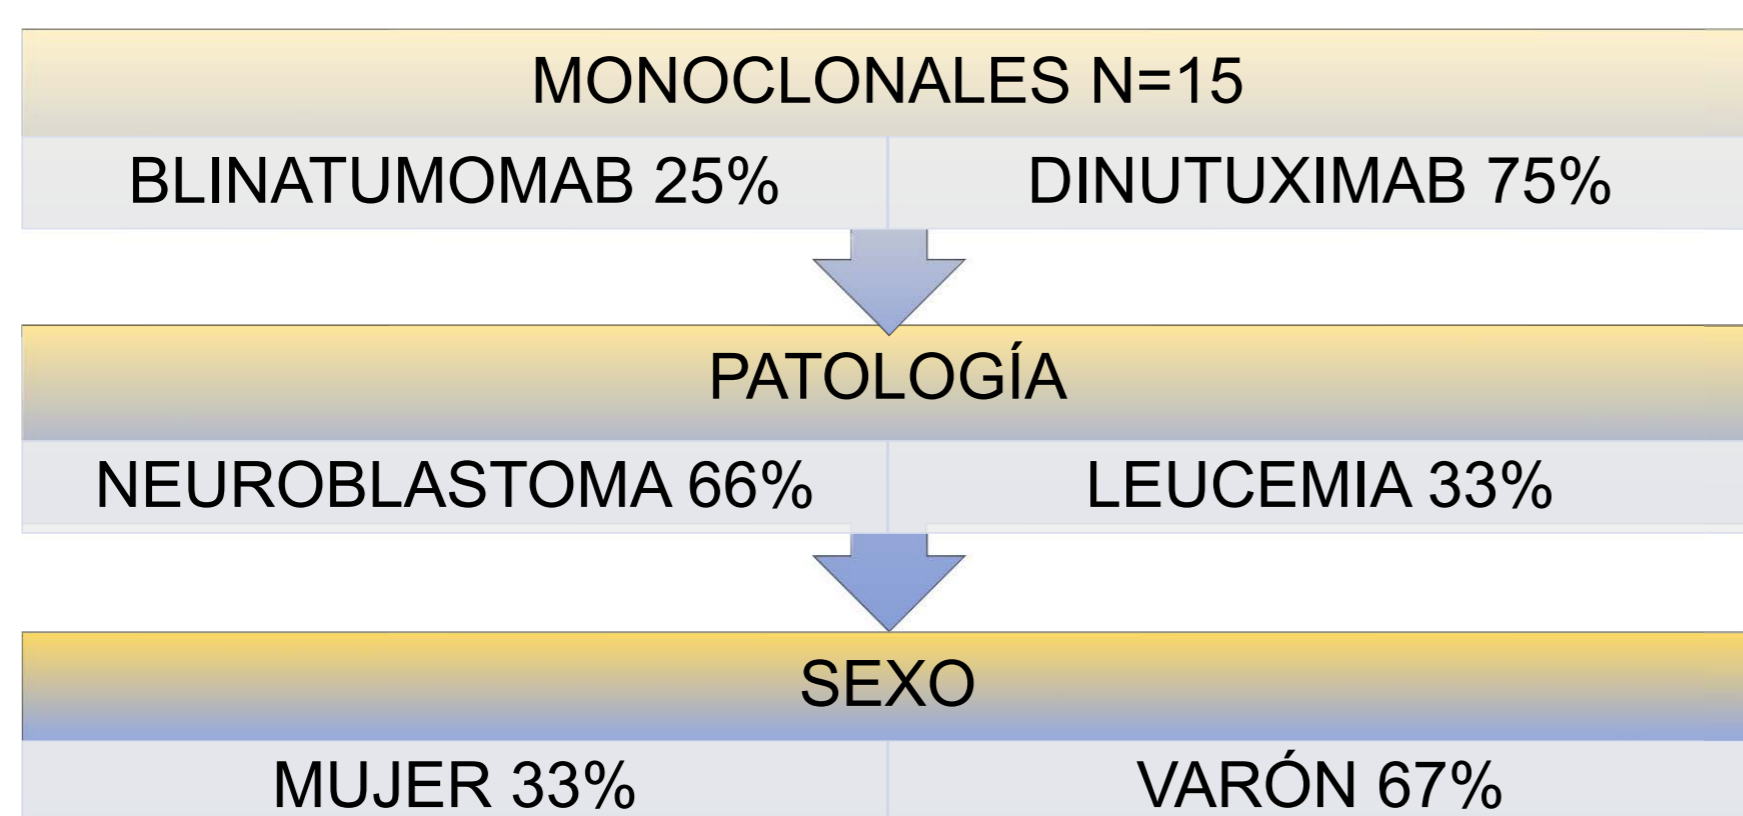 MONOCLONALES N=15
BLINATUMOMAB 25%
DINUTUXIMAB 75%
PATOLOGÍA
NEUROBLASTOMA 66%
LEUCEMIA 33%
SEXO
MUJER 33%
VARÓN 67%